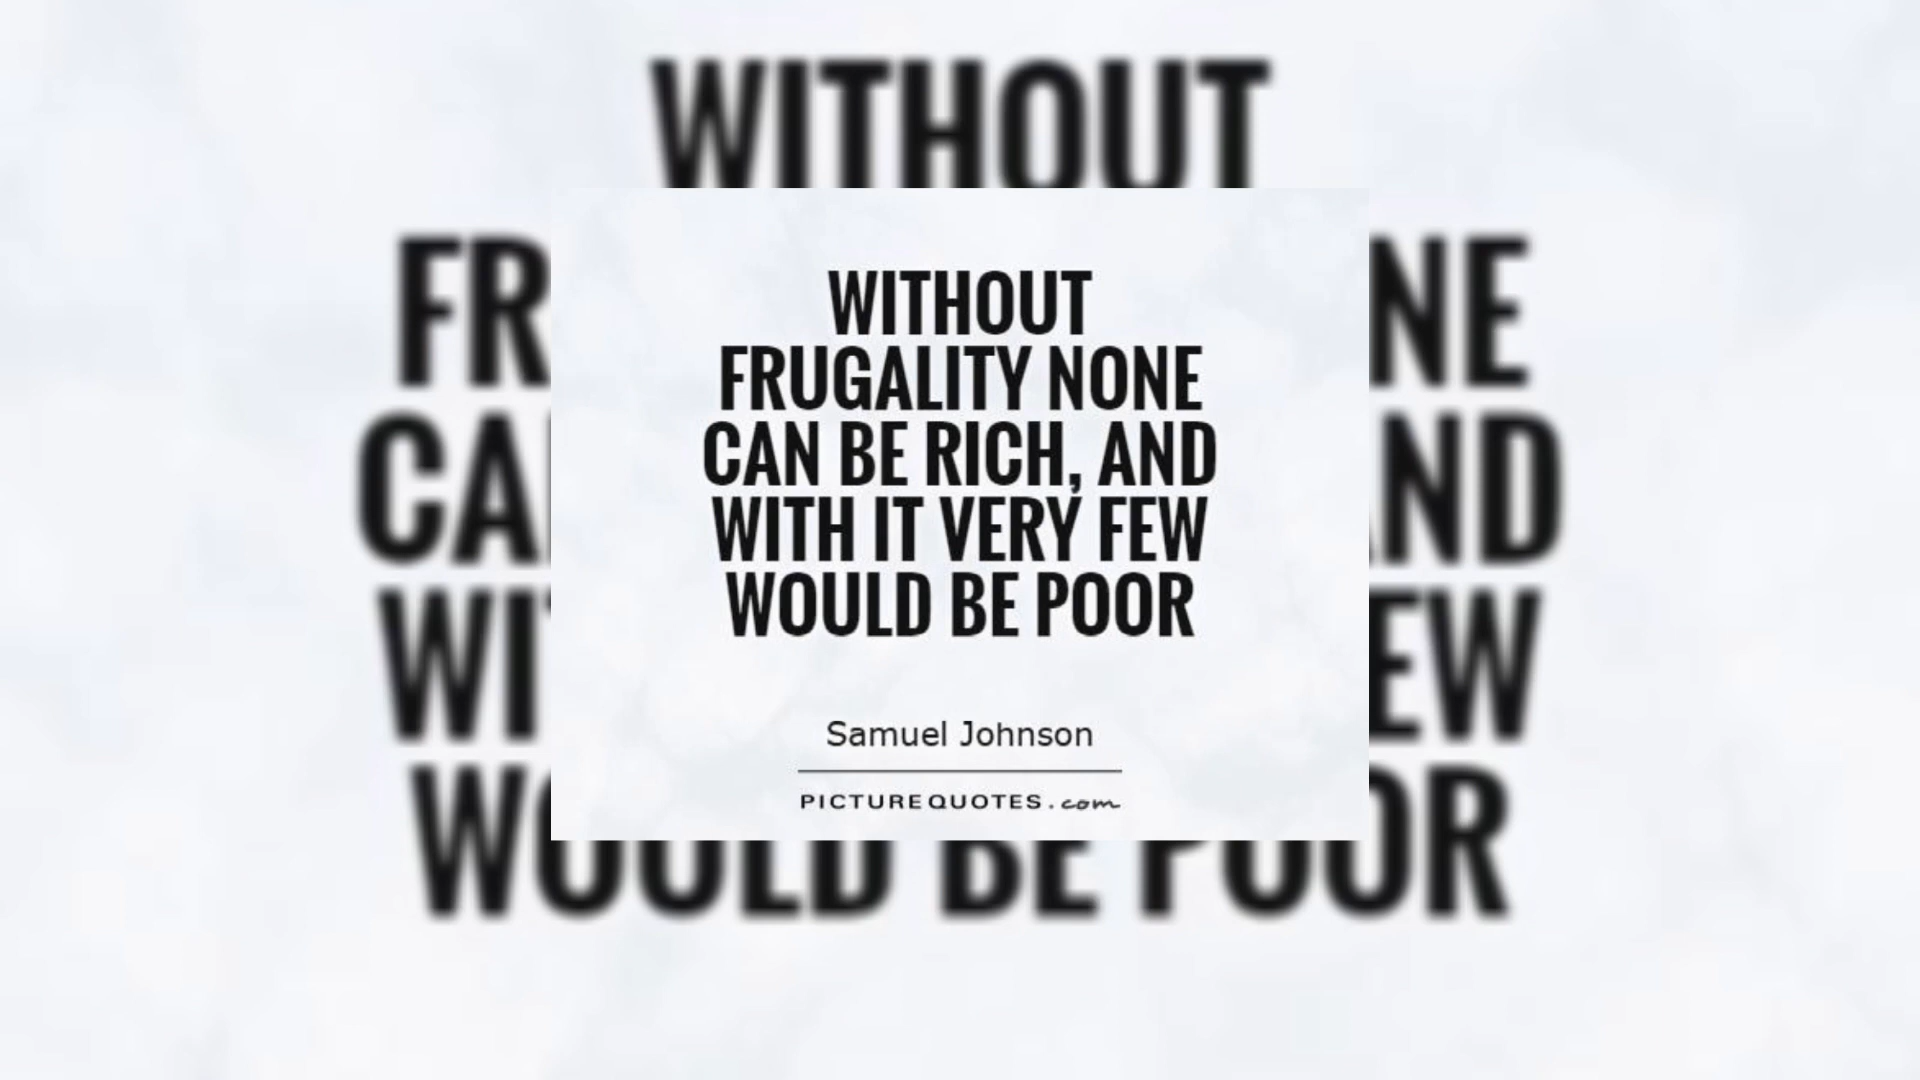 WITHOUT
FRUGALITY NONE
CAN BE RICH, AND
WITH IT VERY FEW
WOULD BE POOR
Samuel Johnson
PICTUREQUOTES.com